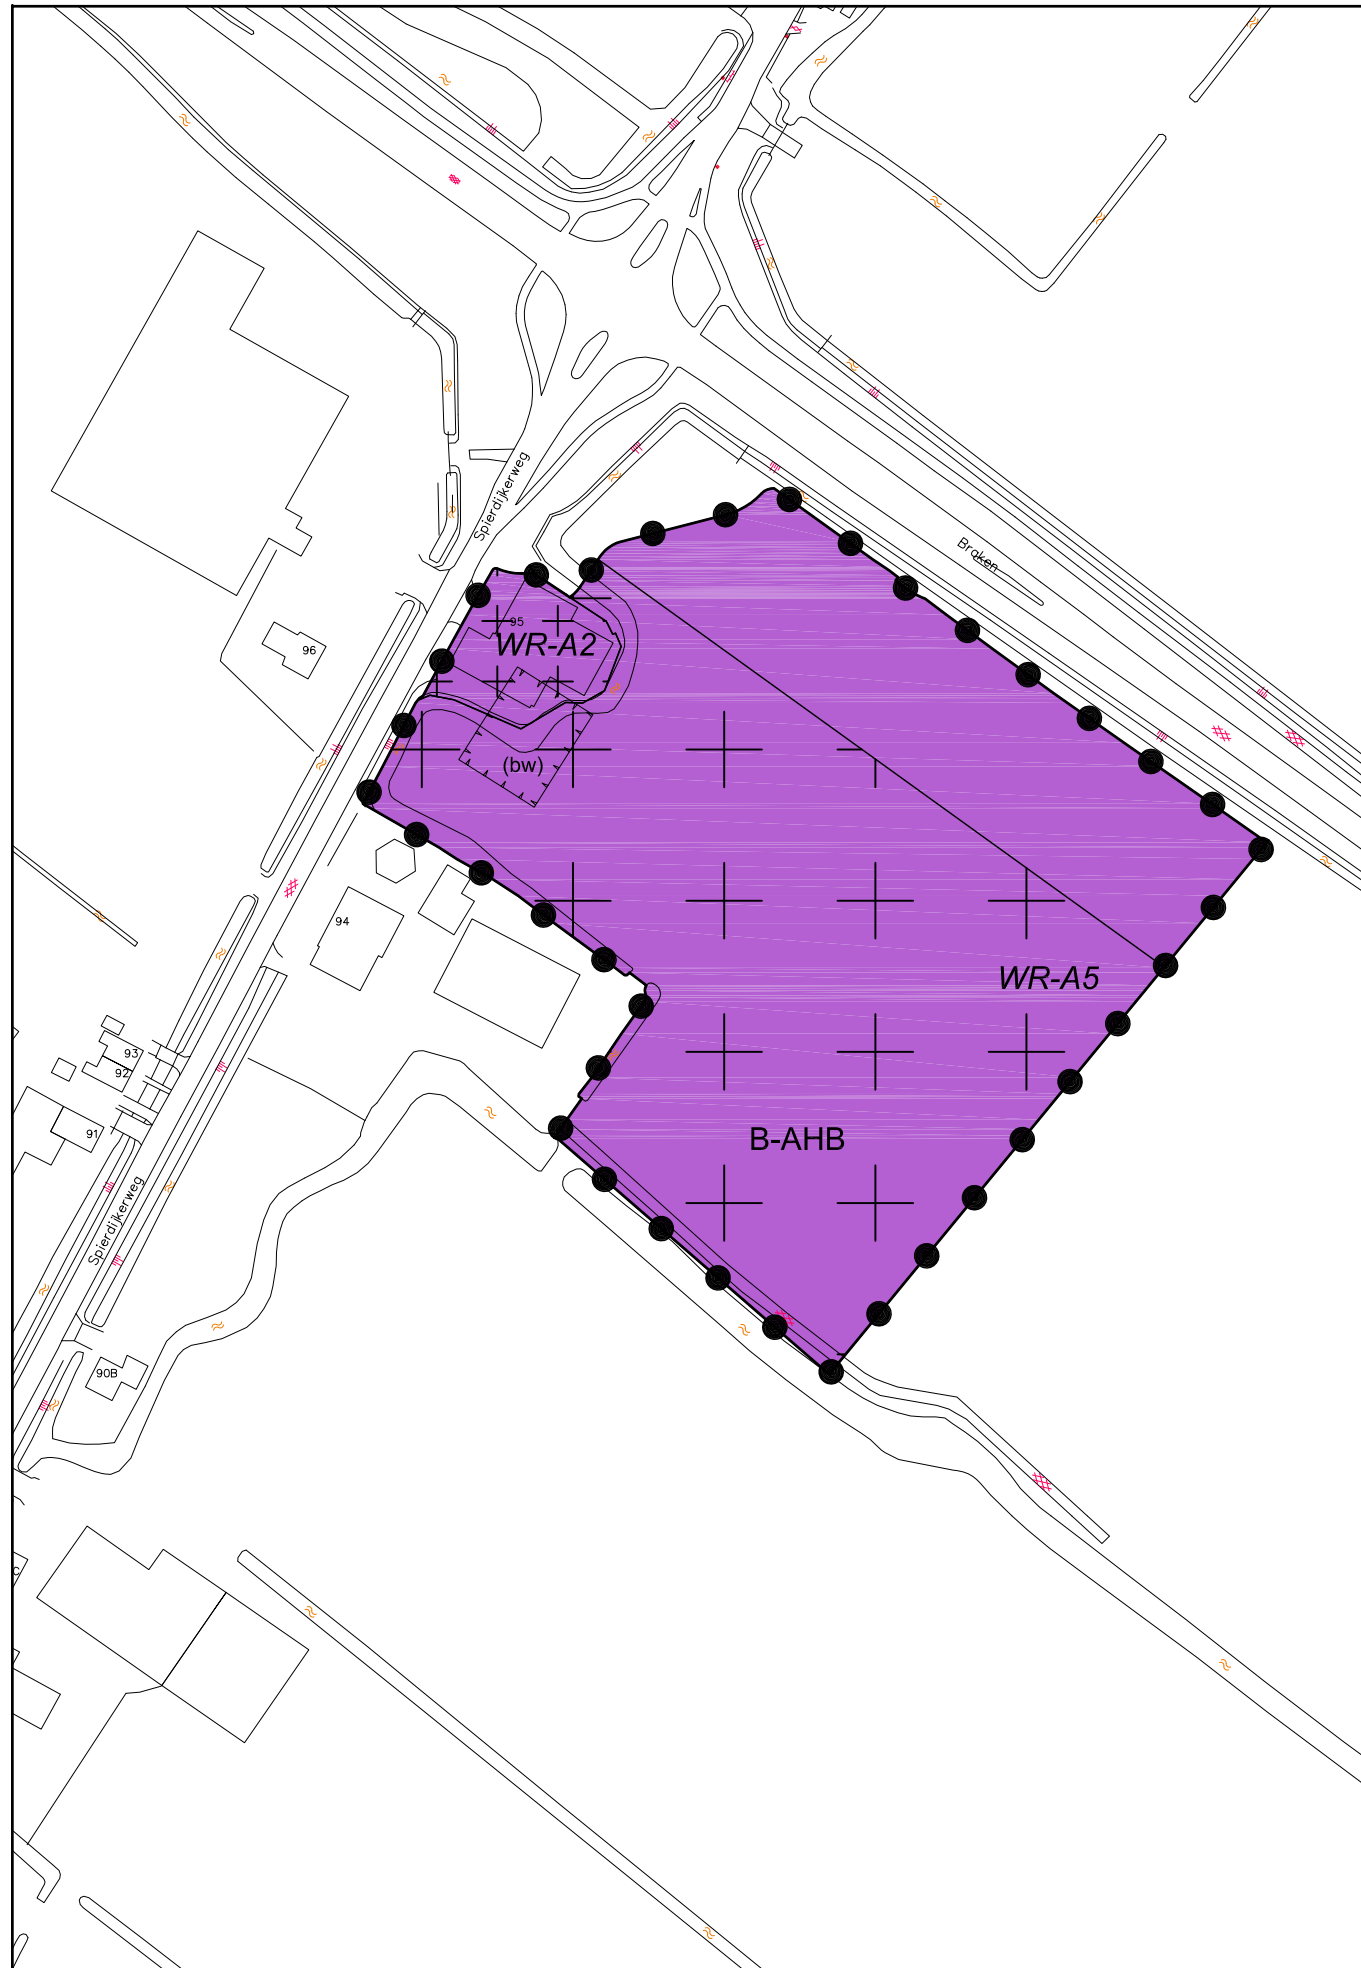 Spierdijkerweg
Braken
95
WR-A2
96
(bw)
94
WR-A5
93
92
91
B-AHB
Spierdijkerweg
90B
C